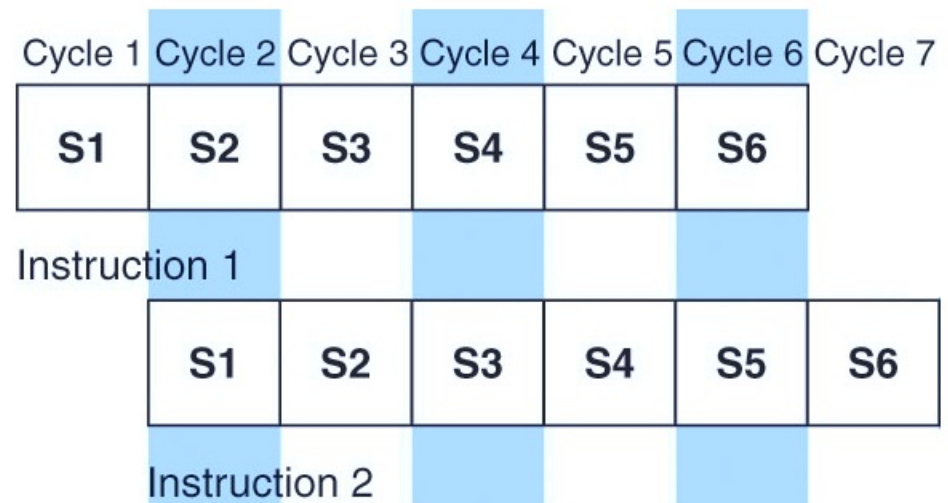 Cycle 1 Cycle 2 Cycle 3 Cycle 4 Cycle 5 Cycle 6 Cycle 7
S1 S2 S3 S4 S5 S6
Instruction 1
S1 S2 S3 S4 S5 S6
Instruction 2